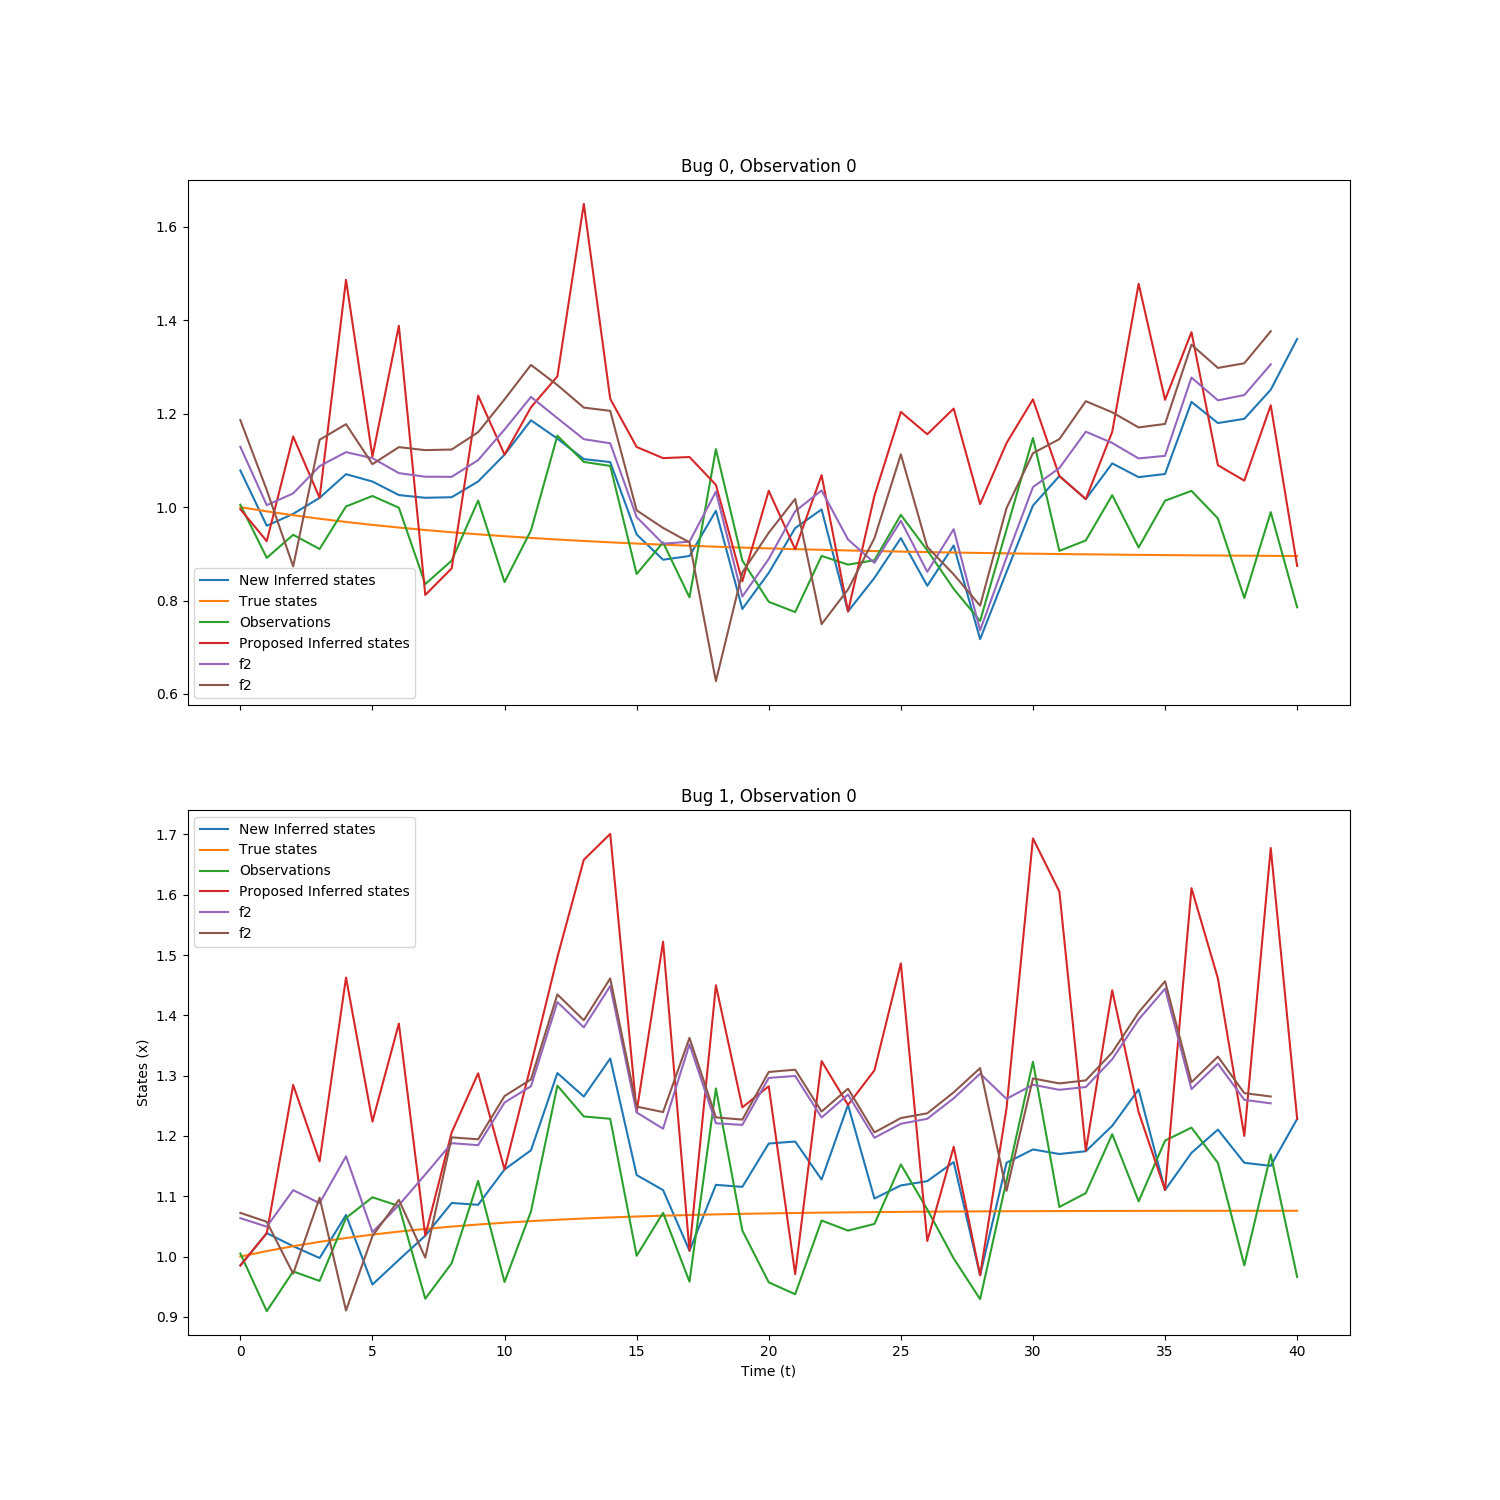 Bug 0, Observation 0
1.6
1.4
1.2
1.0
0.8
0.6
New Inferred states
True states
Observations
Proposed Inferred states
f2
f2
Bug 1, Observation 0
1.7
1.6
1.5
1.4
1.3
1.2
1.1
1.0
0.9
States (x)
New Inferred states
True states
Observations
Proposed Inferred states
f2
f2
0 5 10 15 20 25 30 35 40
Time (t)